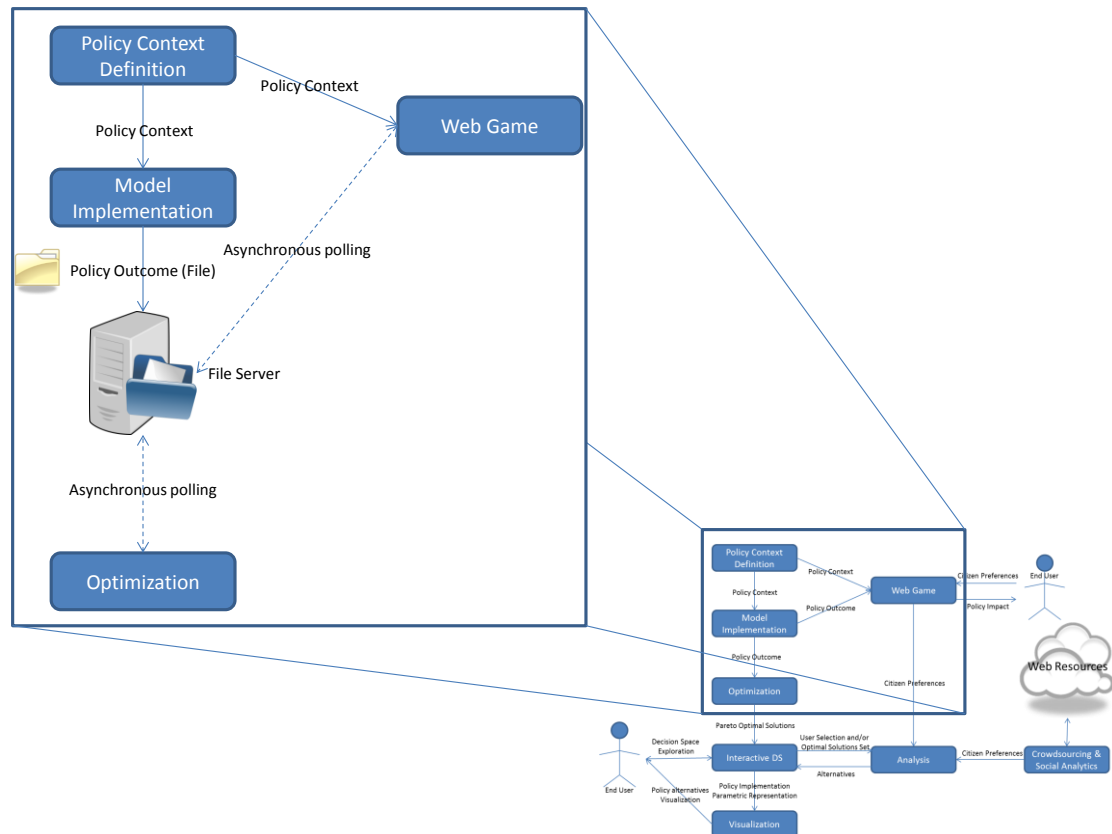 Policy Context
Definition
Policy Context
Web Game
Policy Context
Model
Implementation
Asynchronous polling
Policy Outcome (File)
File Server
Asynchronous polling
Optimization
Policy Context
Definition
Policy Context
Citizen Preferences
End User
Web Game
Policy Context
Policy Outcome
Policy Impact
Model
Implementation
Policy Outcome
Web Resources
Citizen Preferences
Optimization
Pareto Optimal Solutions
Decision Space
Exploration
User Selection and/or
Optimal Solutions Set
Interactive DS
Analysis
Citizen Preferences
Crowdsourcing
& Social Analytics
Alternatives
End User
Policy alternatives
Visualization
Policy Implementation
Parametric Representation
Visualization